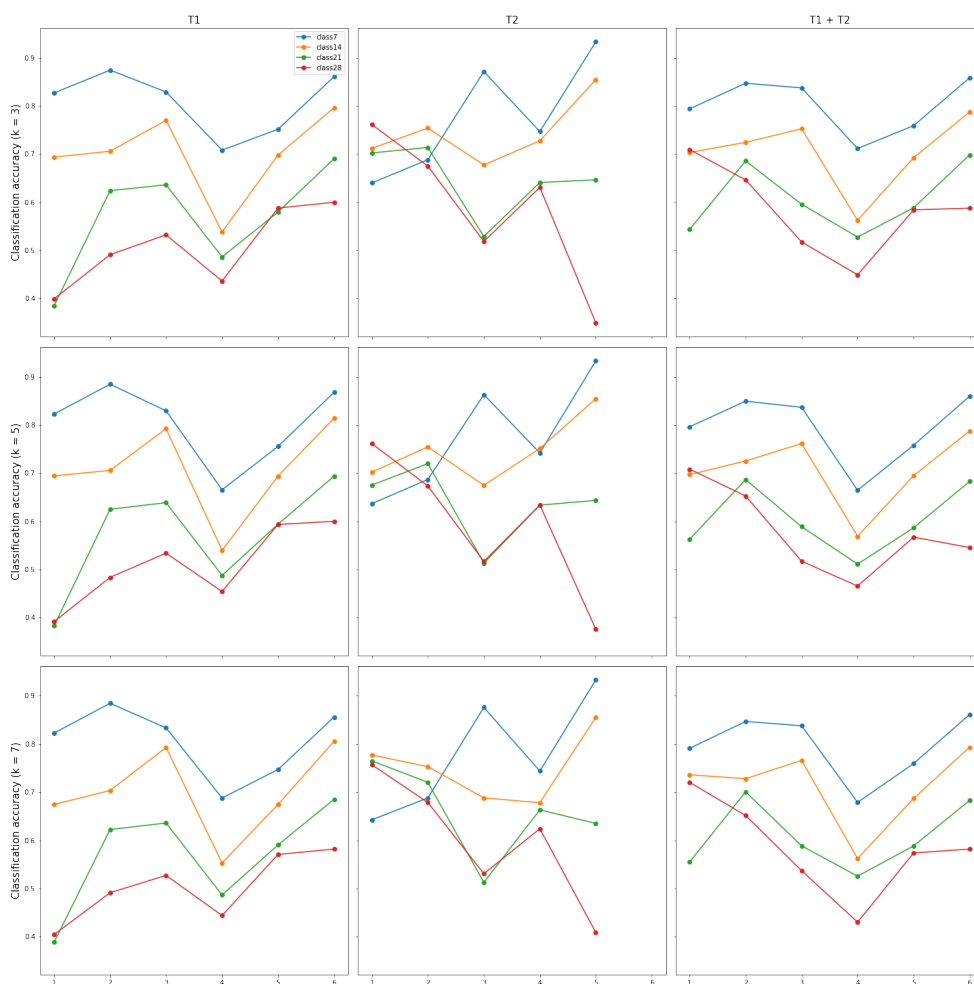 T1
T2
T1 + T2
class7
class14
class21
class28
Classification accuracy (k = 3)
0.9
0.8
0.7
0.6
0.5
0.4
Classification accuracy (k = 5)
0.9
0.8
0.7
0.6
0.5
0.4
Classification accuracy (k = 7)
0.9
0.8
0.7
0.6
0.5
0.4
1 2 3 4 5 6
1 2 3 4 5 6
1 2 3 4 5 6